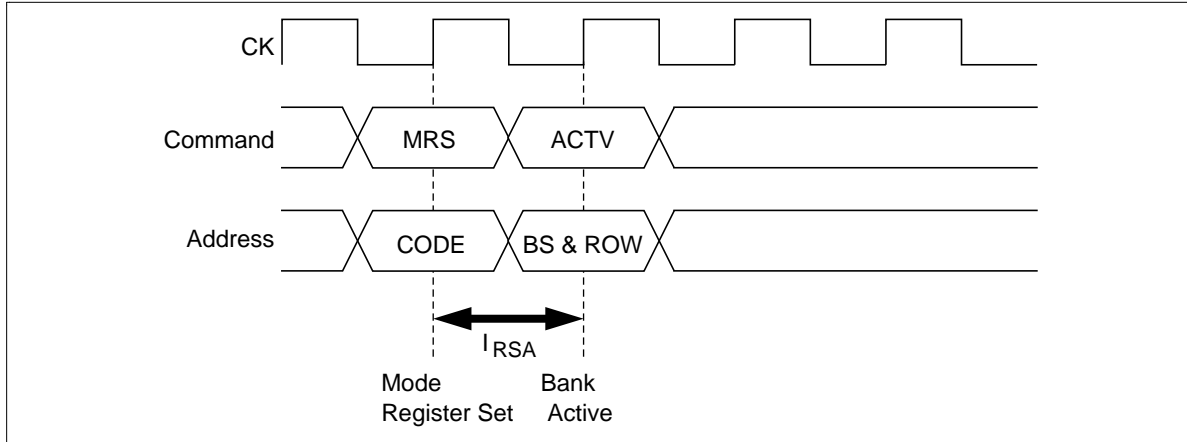 CK
Command
MRS
ACTV
Address
CODE
BS & ROW
l RSA
Mode
Register Set
Bank
Active